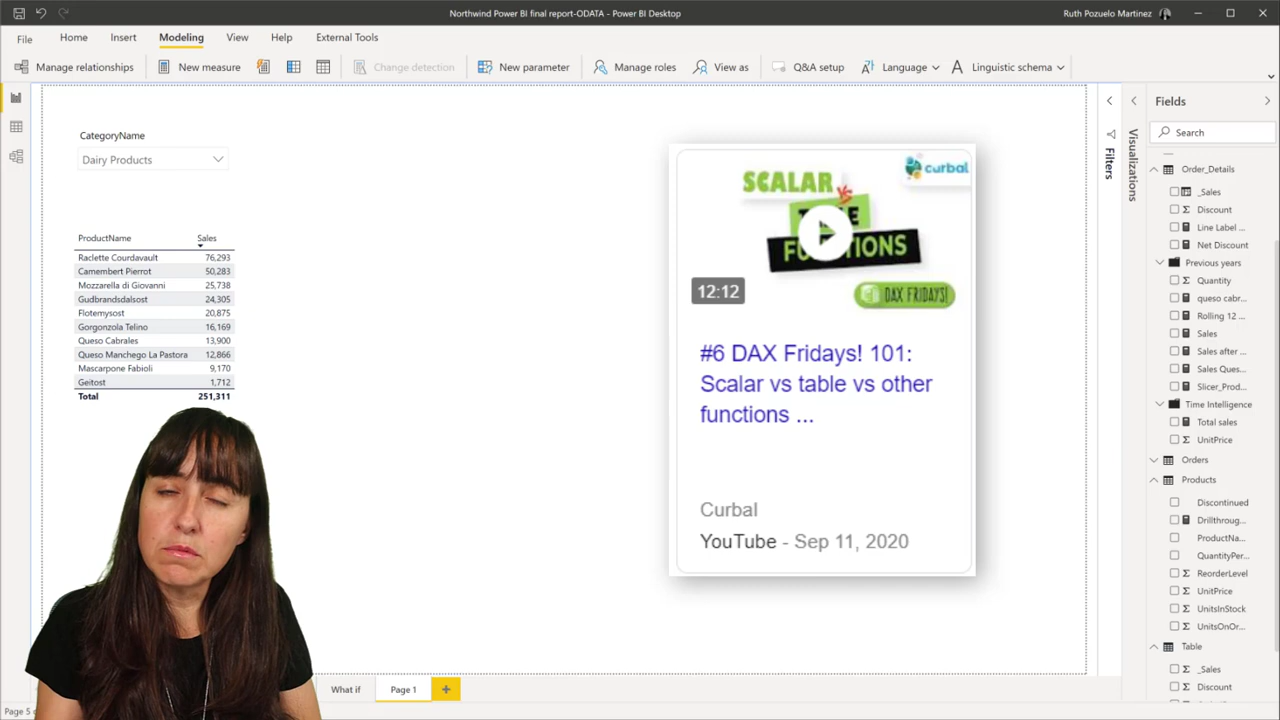 Northwind Power BI final report-ODATA - Power BI Desktop
Ruth Pozuelo Martinez
File
Home
Insert
Modeling
View
Help
External Tools
Manage relationships
New measure
Change detection
New parameter
Manage roles
View as
Q&A setup
Language
Linguistic schema
CategoryName
Dairy Products
ProductName Sales
Raclette Courdavault 76,293
Camembert Pierrot 50,283
Mozzarella di Giovanni 25,738
Gudbrandsdalsost 24,305
Flotemysost 20,875
Gorgonzola Telino 16,169
Queso Cabrales 13,900
Queso Manchego La Pastora 12,866
Mascarpone Fabioli 9,170
Geitost 1,712
Total 251,311
curbal
SCALAR
VS
FUNCTIONS
12:12
DAX FRIDAYS!
#6 DAX Fridays! 101:
Scalar vs table vs other
functions ...
Curbal
YouTube - Sep 11, 2020
Filters
Visualizations
Fields
Search
Order_Details
_Sales
Discount
Line Label ...
Net Discount
Previous years
Quantity
queso cabr...
Rolling 12 ...
Sales
Sales after ...
Sales Ques...
Slicer_Prod...
Time Intelligence
Total sales
UnitPrice
Orders
Products
Discontinued
Drillthroug...
ProductNa...
QuantityPer...
ReorderLevel
UnitPrice
UnitsInStock
UnitsOnOr...
Table
_Sales
Discount
What if
Page 1
Page 5